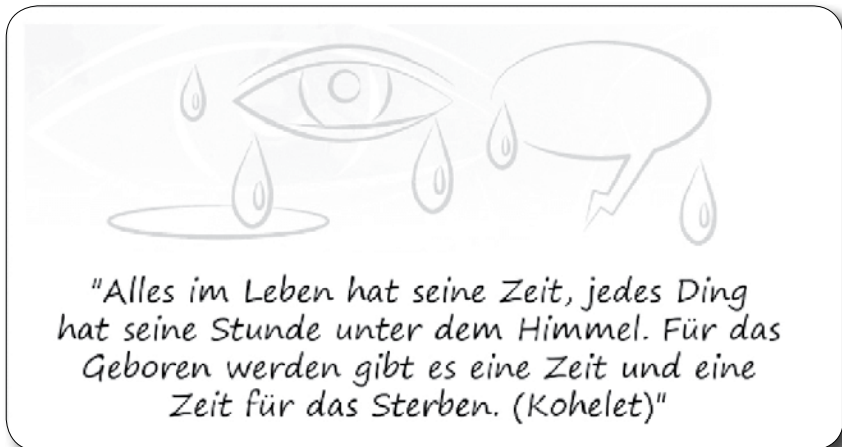 "Alles im Leben hat seine Zeit, jedes Ding
hat seine Stunde unter dem Himmel. Für das
Geboren werden gibt es eine Zeit und eine
Zeit für das Sterben. (Kohelet)"